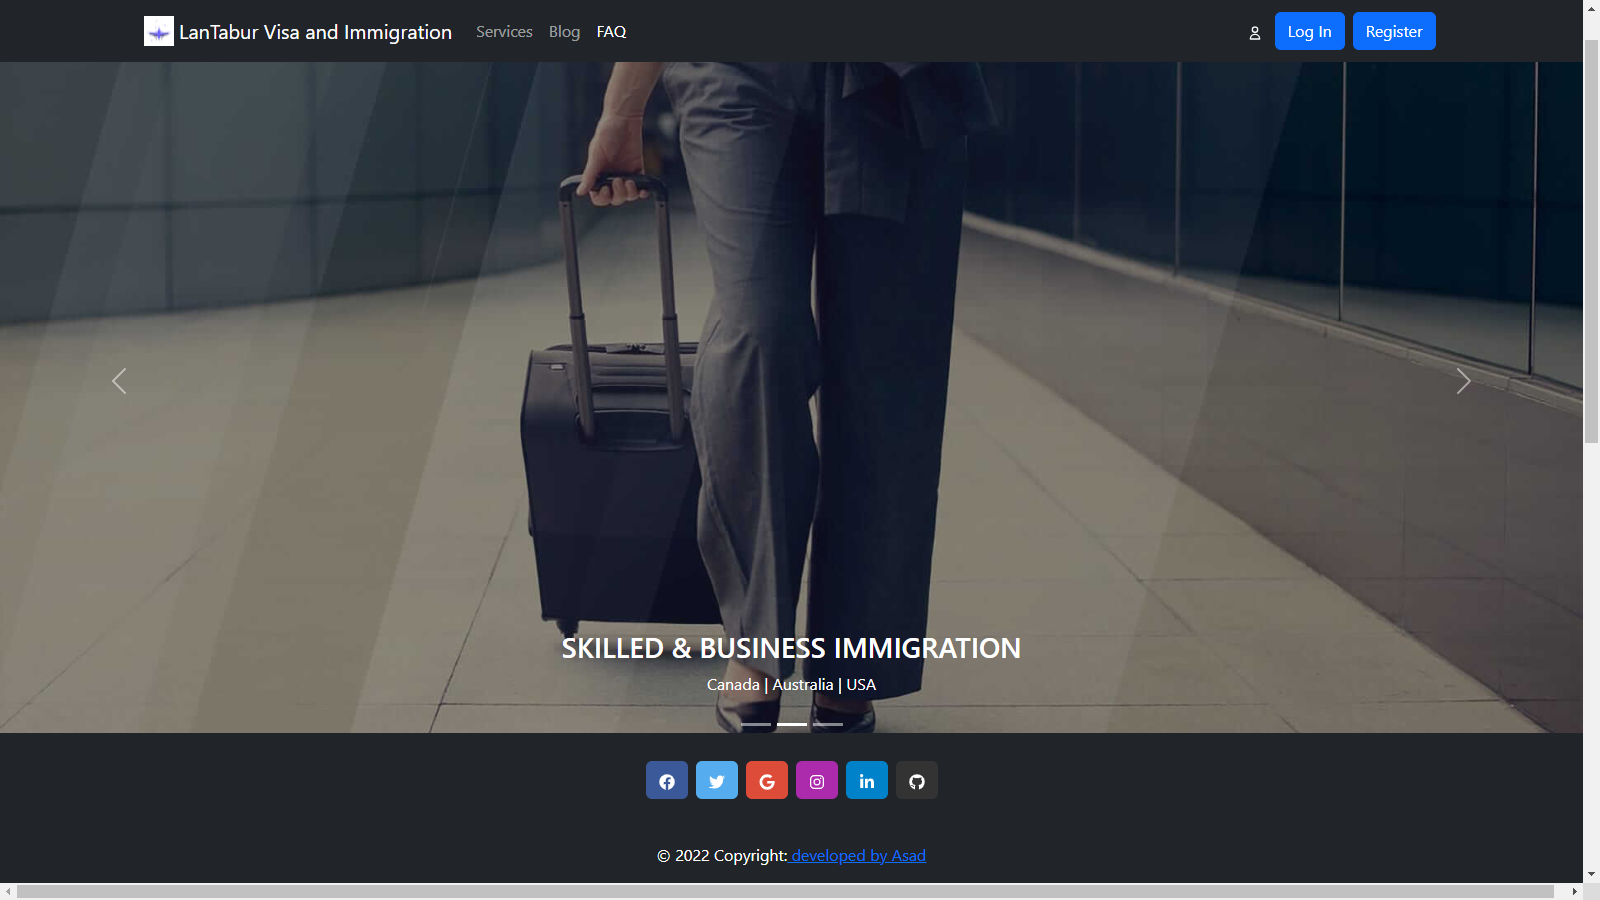 LanTabur Visa and Immigration Services Blog FAQ Log In Register
SKILLED & BUSINESS IMMIGRATION
Canada | Australia | USA
© 2022 Copyright: developed by Asad